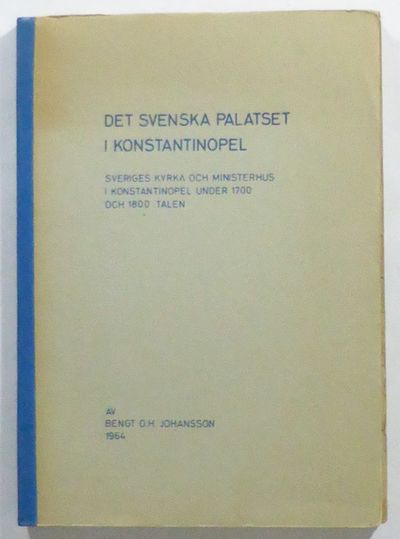 DET SVENSKA PALATSET
I KONSTANTINOPEL
SVERIGES KYRKA OCH MINISTERHUS
I KONSTANTINOPEL UNDER 1700
OCH 1800 TALEN
AV
BENGT O.H. JOHANSSON
1964